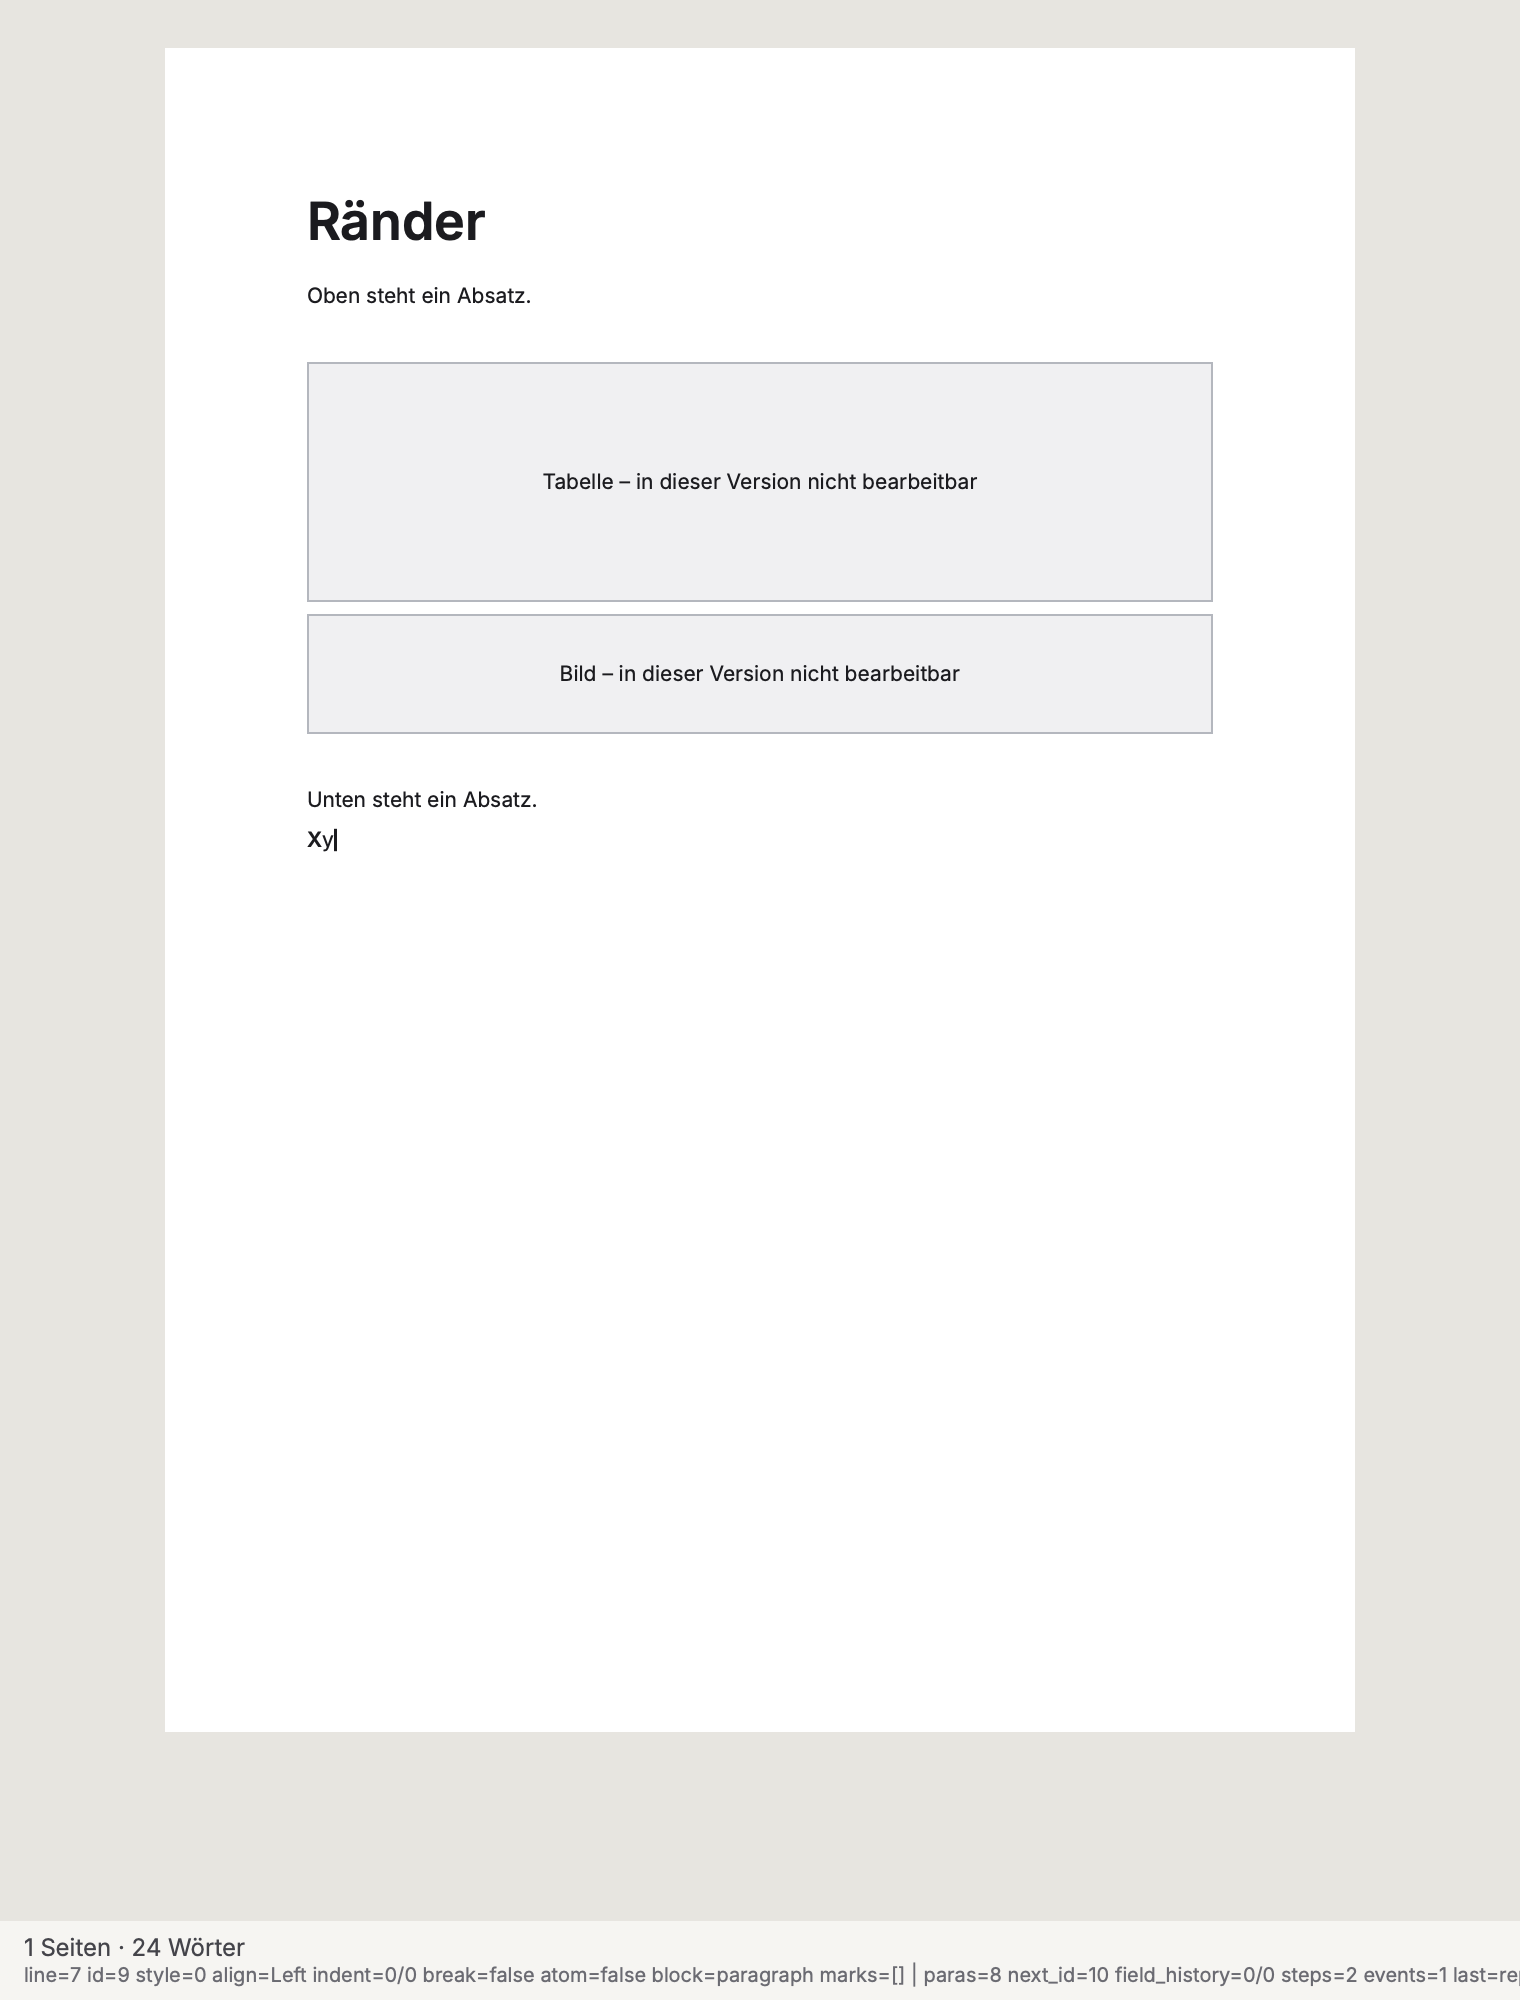 Ränder
Oben steht ein Absatz.
Tabelle – in dieser Version nicht bearbeitbar
Bild – in dieser Version nicht bearbeitbar
Unten steht ein Absatz.
Xy
1 Seiten · 24 Wörter
line=7 id=9 style=0 align=Left indent=0/0 break=false atom=false block=paragraph marks=[] | paras=8 next_id=10 field_history=0/0 steps=2 events=1